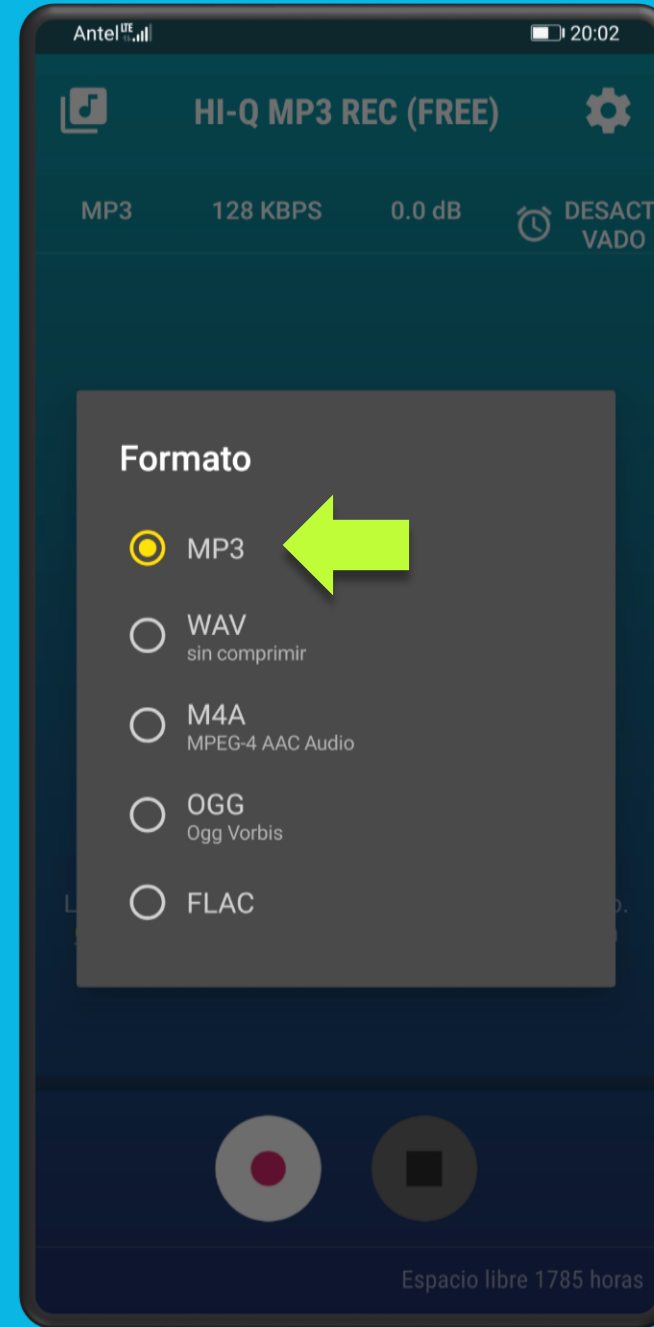 Antel LTE 20:02
HI-Q MP3 REC (FREE)
MP3 128 KBPS 0.0 dB DESACT
VADO
Formato
MP3
WAV
sin comprimir
M4A
MPEG-4 AAC Audio
OGG
Ogg Vorbis
FLAC
Espacio libre 1785 horas